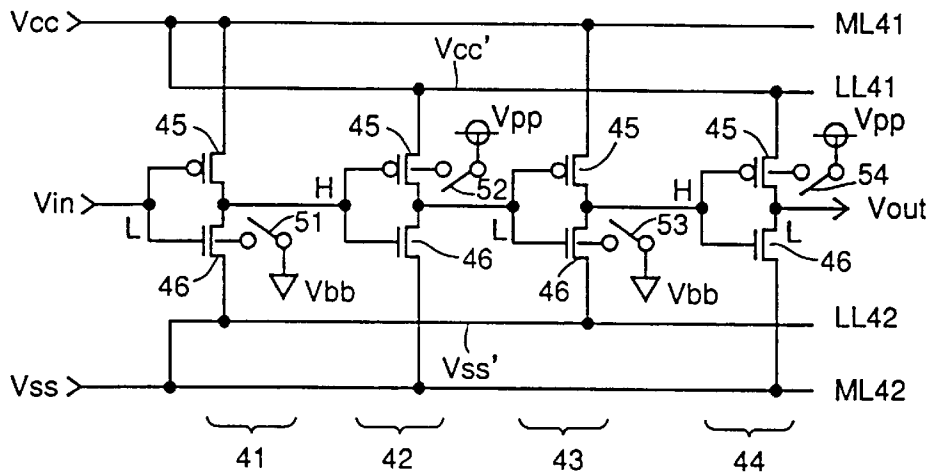 Vcc ML41
Vcc'
LL41
45 45 Vpp 45 45 Vpp
H 52 H 54
Vin Vout
L 51 L 53 L
46 46 46 46
Vbb Vbb
LL42
Vss'
Vss ML42
41 42 43 44